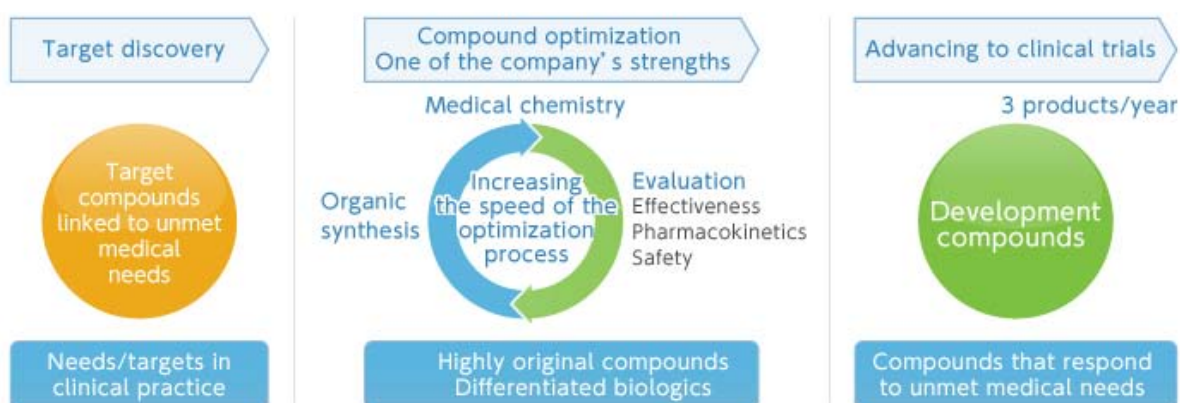 Target discovery
Target
compounds
linked to unmet
medical
needs
Needs/targets in
clinical practice
Compound optimization
One of the company's strengths
Medical chemistry
Organic
synthesis
Increasing
the speed of the
optimization
process
Evaluation
Effectiveness
Pharmacokinetics
Safety
Highly original compounds
Differentiated biologics
Advancing to clinical trials
3 products/year
Development
compounds
Compounds that respond
to unmet medical needs